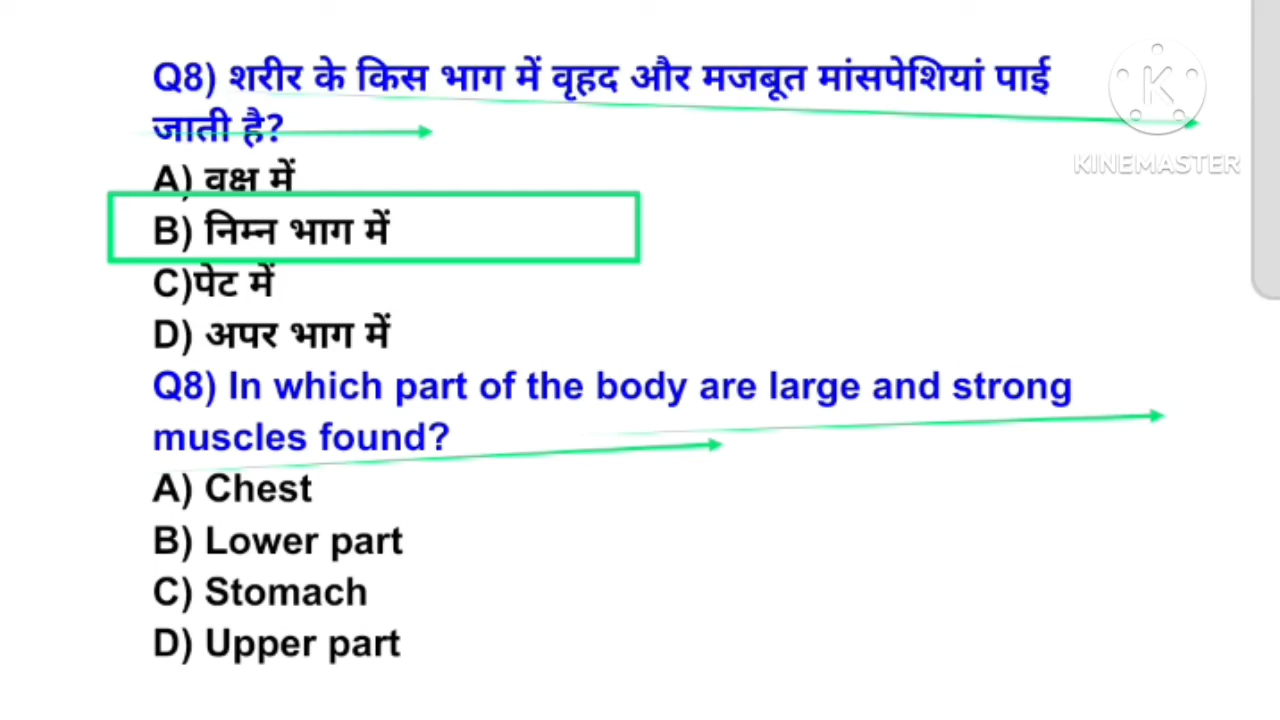 Q8) शरीर के किस भाग में वृहद और मजबूत मांसपेशियां पाई
जाती है?
A) वक्ष में
B) निम्न भाग में
C)पेट में
D) अपर भाग में
Q8) In which part of the body are large and strong
muscles found?
A) Chest
B) Lower part
C) Stomach
D) Upper part
K
KINEMASTER